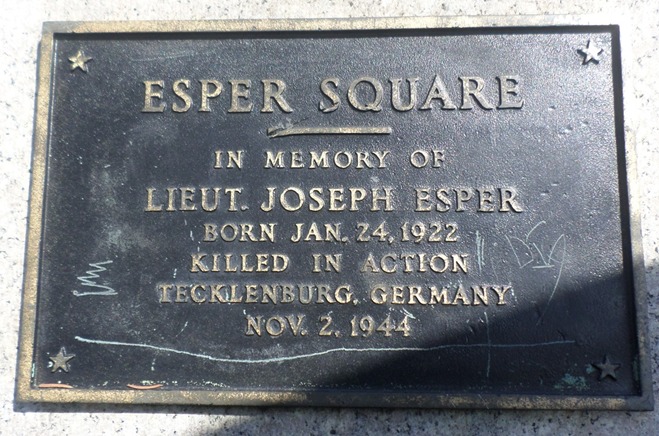 ESPER SQUARE
IN MEMORY OF
LIEUT. JOSEPH ESPER
BORN JAN. 24, 1922
KILLED IN ACTION
TECKLENBURG, GERMANY
NOV. 2, 1944